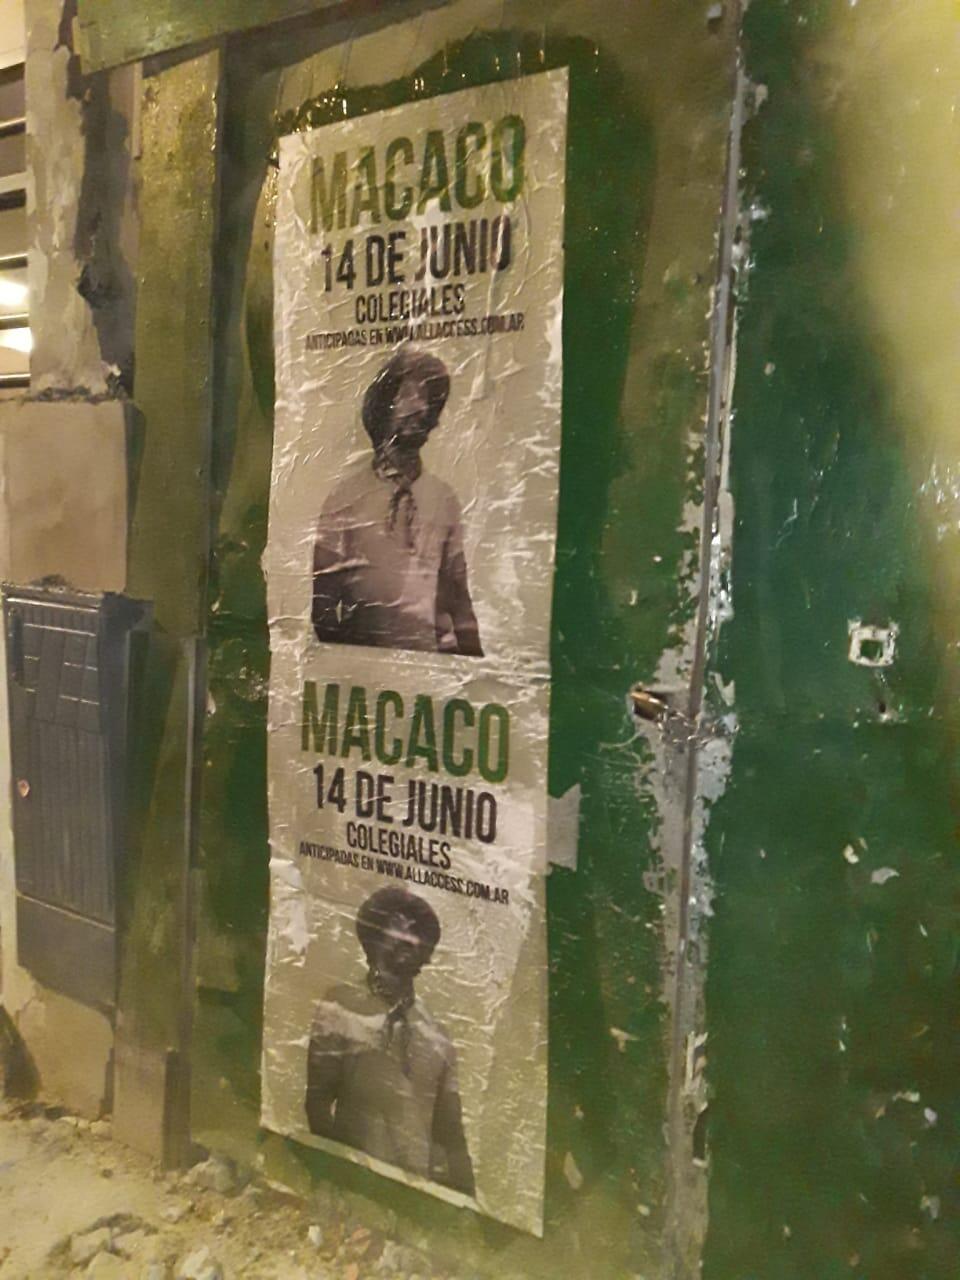 MACACO
14 DE JUNIO
COLEGIALES
ANTICIPADAS EN WWW.ALLACCESS.COM.AR
MACACO
14 DE JUNIO
COLEGIALES
ANTICIPADAS EN WWW.ALLACCESS.COM.AR